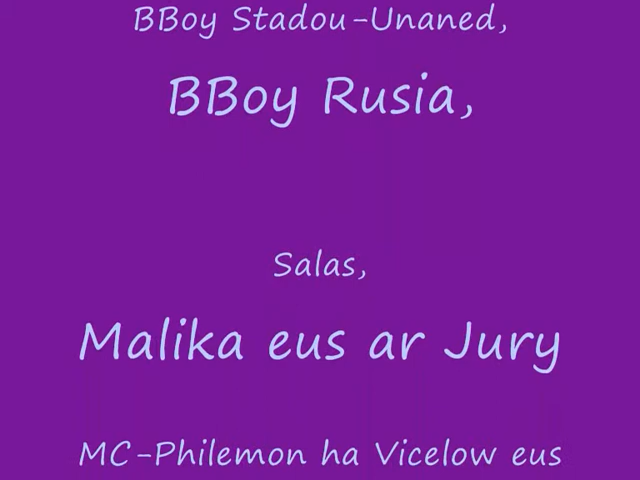 BBoy Stadou-Unaned,
BBoy Rusia,
Salas,
Malika eus ar Jury
MC-Philemon ha Vicelow eus